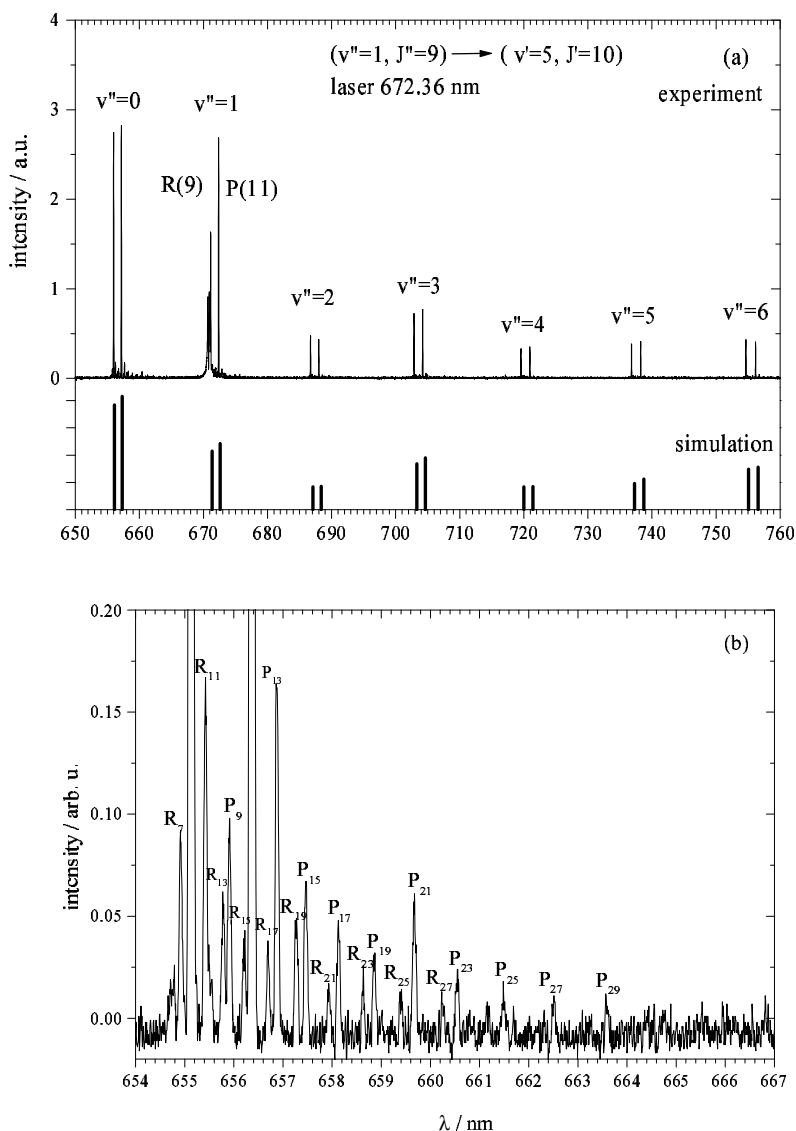 4
(v"=1, J"=9) ⟶ ( v'=5, J'=10)
(a)
laser 672.36 nm
experiment
v"=0
v"=1
3
R(9)
P(11)
2
intensity / a.u.
1
v"=2
v"=3
v"=4
v"=5
v"=6
0
simulation
650 660 670 680 690 700 710 720 730 740 750 760
0.20
(b)
R11
P13
0.15
0.10
R7
P9
P15
R13
P21
0.05
R15
R17
R19
P17
P19
R21
R23
P23
R25
R27
P25
P27
P29
0.00
intensity / arb. u.
654 655 656 657 658 659 660 661 662 663 664 665 666 667
λ / nm